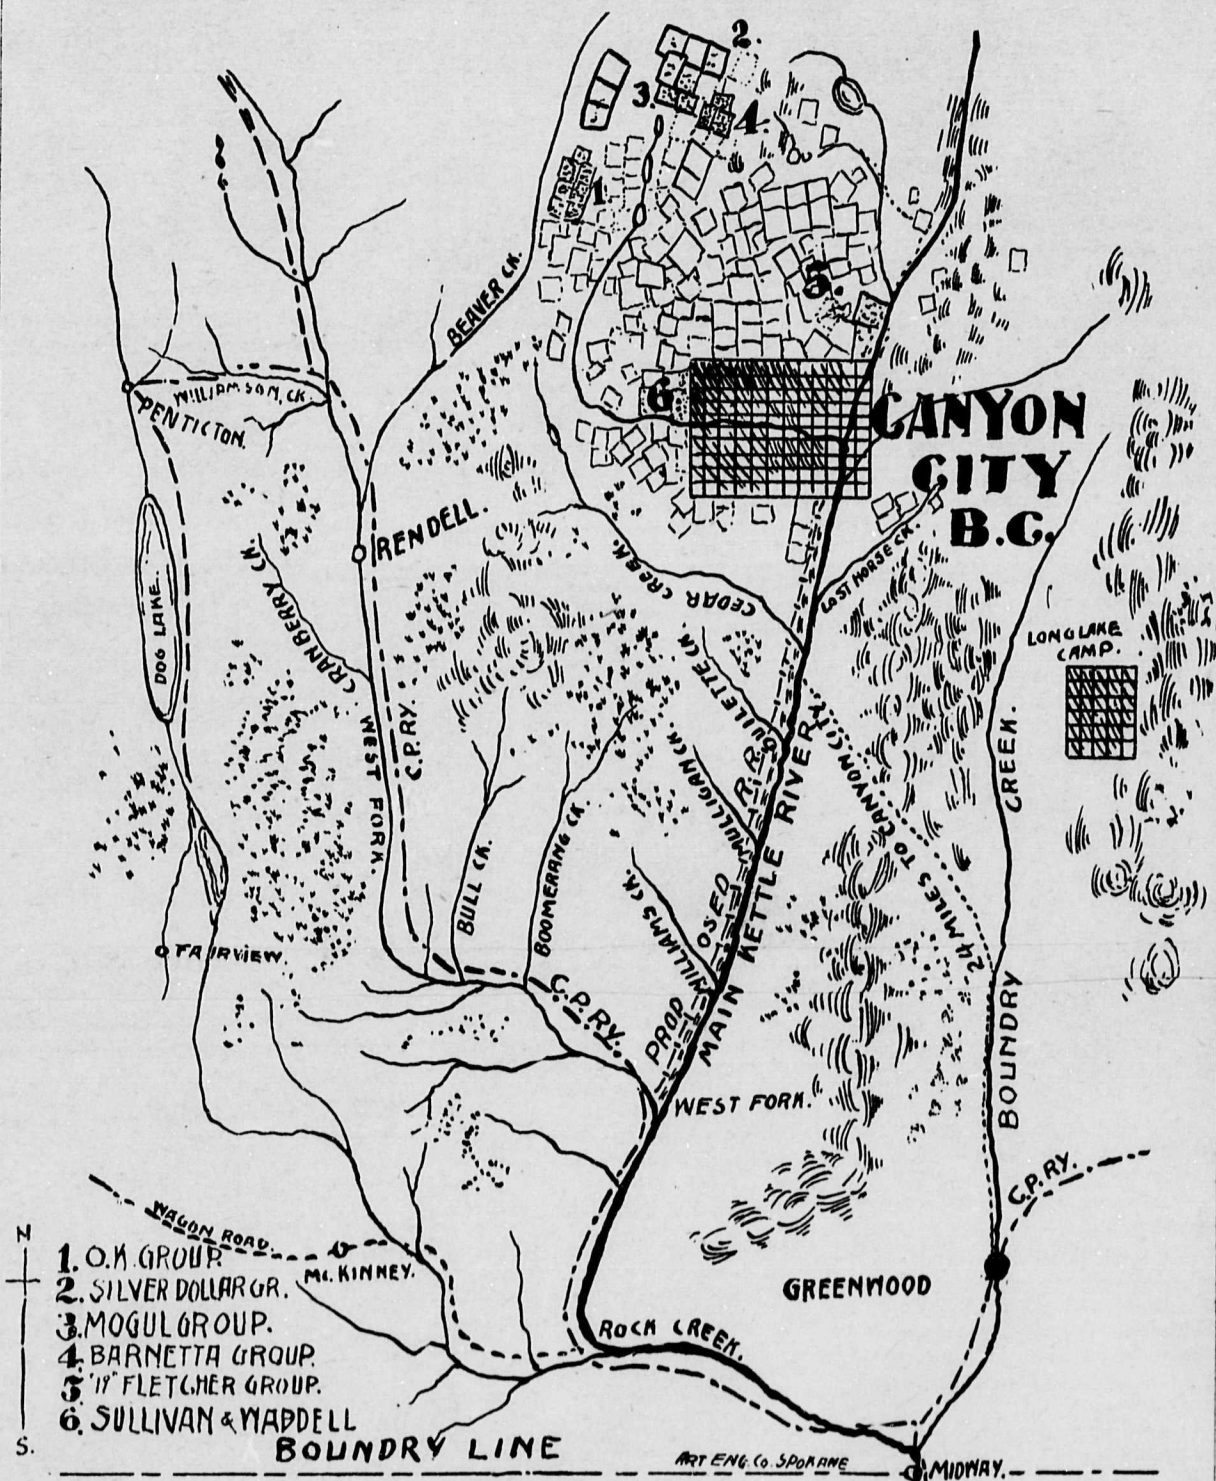 2.
3.
4.
1
5.
6
BEAVER CK.
WILLIAMSON, CK.
PENTICTON.
CANYON
CITY
B.C.
RENDELL.
DOG LAKE.
CRANBERRY CK
CEDAR CREEK.
LOST HORSE CK.
LONG LAKE
CAMP.
WEST FORK.
C.P.RY.
QUILETTE CK
MULLIGAN CK.
WILLIAMS CK.
BULL CK.
BOOMERANG CK
PROPOSED R.R.
MAIN KETTLE RIVER
24 MILES TO CANYON CITY.
BOUNDRY CREEK.
FAIRVIEW.
C.P.RY.
WEST FORK.
C.P.RY.
WAGON ROAD.
Mc.KINNEY.
GREENWOOD
ROCK CREEK.
N
S.
1. O.K. GROUP.
2. SILVER DOLLAR GR.
3. MOGUL GROUP.
4. BARNETTA GROUP.
5 "19" FLETCHER GROUP.
6. SULLIVAN & WADDELL
BOUNDRY LINE
ART ENG. Co. SPOKANE
MIDWAY.